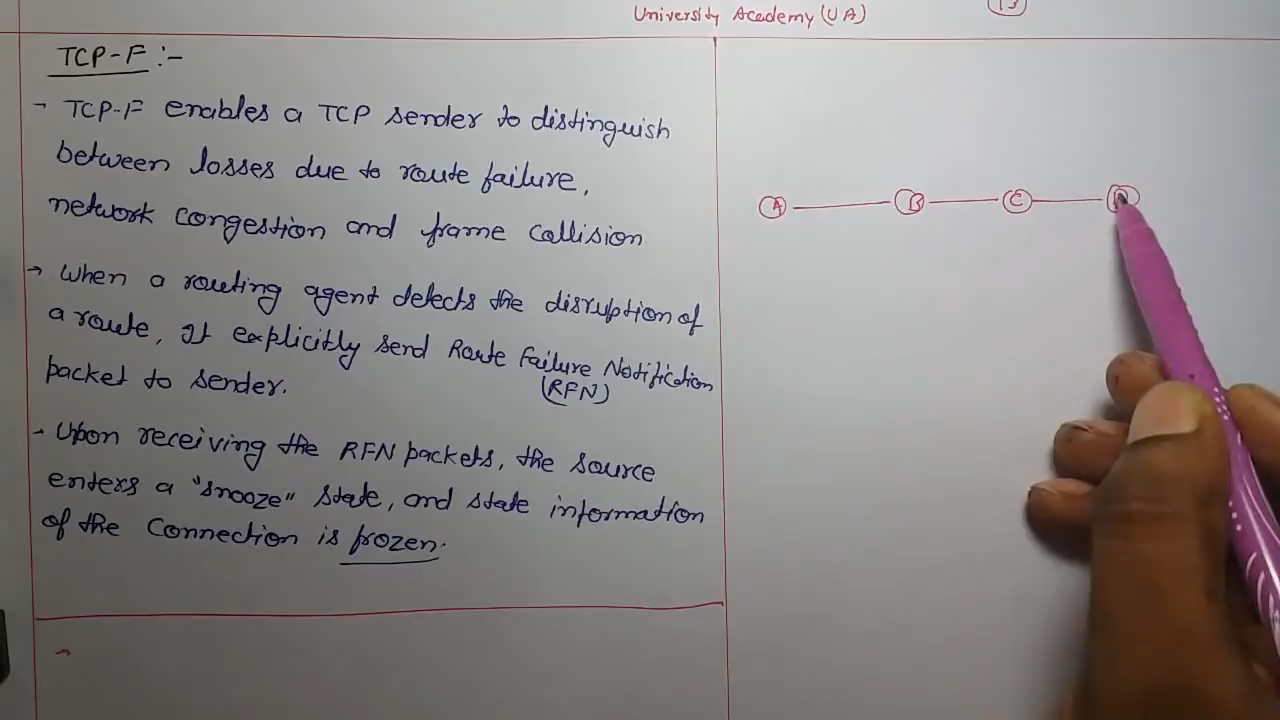 University Academy (UA)
13
TCP-F :-
- TCP-F enables a TCP sender to distinguish
between losses due to route failure,
network congestion and frame collision
→ When a routing agent detects the disruption of
a route, It explicitly send Route Failure Notification
packet to sender. (RFN)
- Upon receiving the RFN packets, the source
enters a "snooze" state, and state information
of the Connection is frozen.
→
A B C D